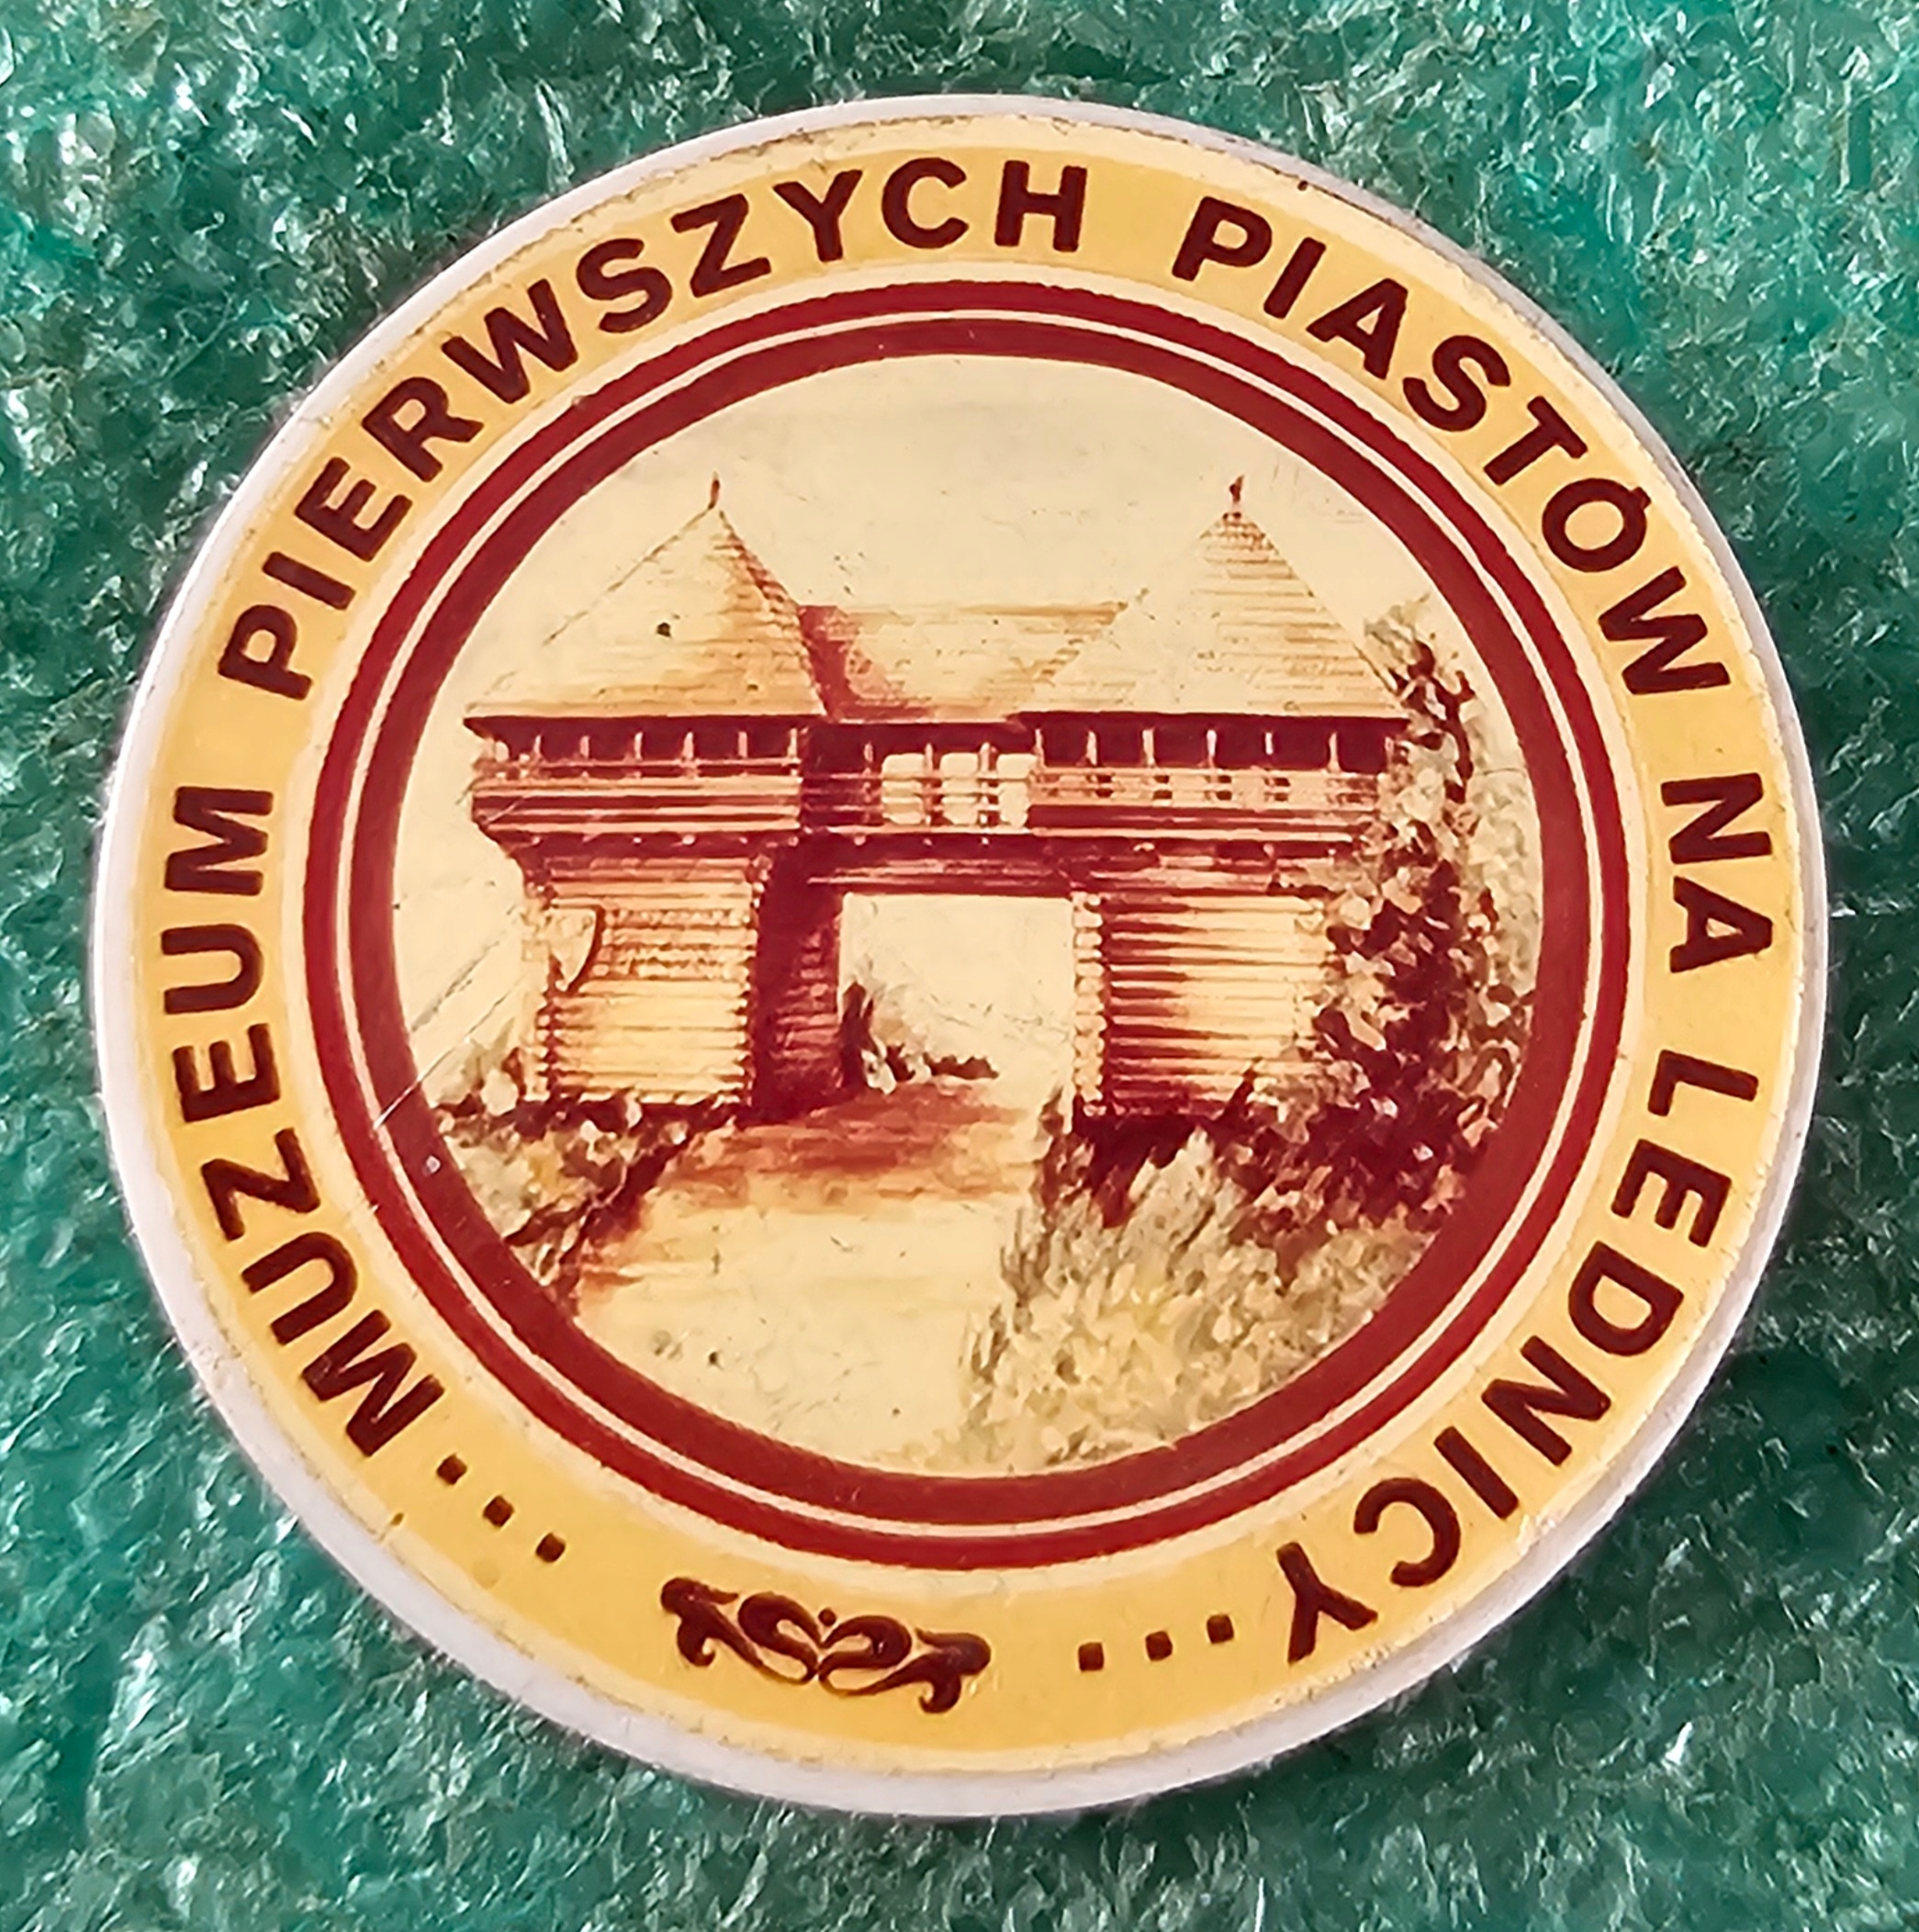 ...MUZEUM PIERWSZYCH PIASTÓW NA LEDNICY...